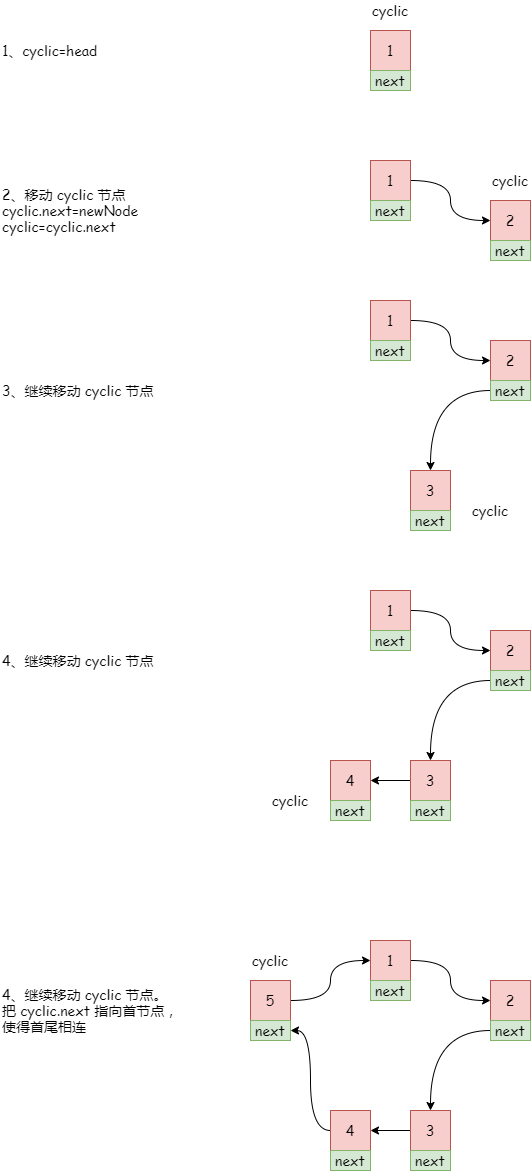 cyclic
1、cyclic=head
1
next
2、移动 cyclic 节点
cyclic.next=newNode
cyclic=cyclic.next
1
next
cyclic
2
next
1
next
2
next
3、继续移动 cyclic 节点
3
next
cyclic
1
next
2
next
4、继续移动 cyclic 节点
4
next
3
next
cyclic
4、继续移动 cyclic 节点。
把 cyclic.next 指向首节点，
使得首尾相连
cyclic
5
next
1
next
2
next
4
next
3
next